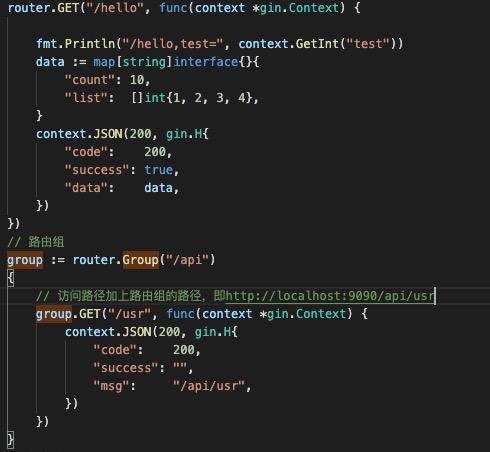 router.GET("/hello", func(context *gin.Context) {
fmt.Println("/hello,test=", context.GetInt("test"))
data := map[string]interface{}{
"count": 10,
"list":  []int{1, 2, 3, 4},
}
context.JSON(200, gin.H{
"code":    200,
"success": true,
"data":    data,
})
})
// 路由组
group := router.Group("/api")
{
// 访问路径加上路由组的路径，即http://localhost:9090/api/usr
group.GET("/usr", func(context *gin.Context) {
context.JSON(200, gin.H{
"code":    200,
"success": "",
"msg":     "/api/usr",
})
})
}